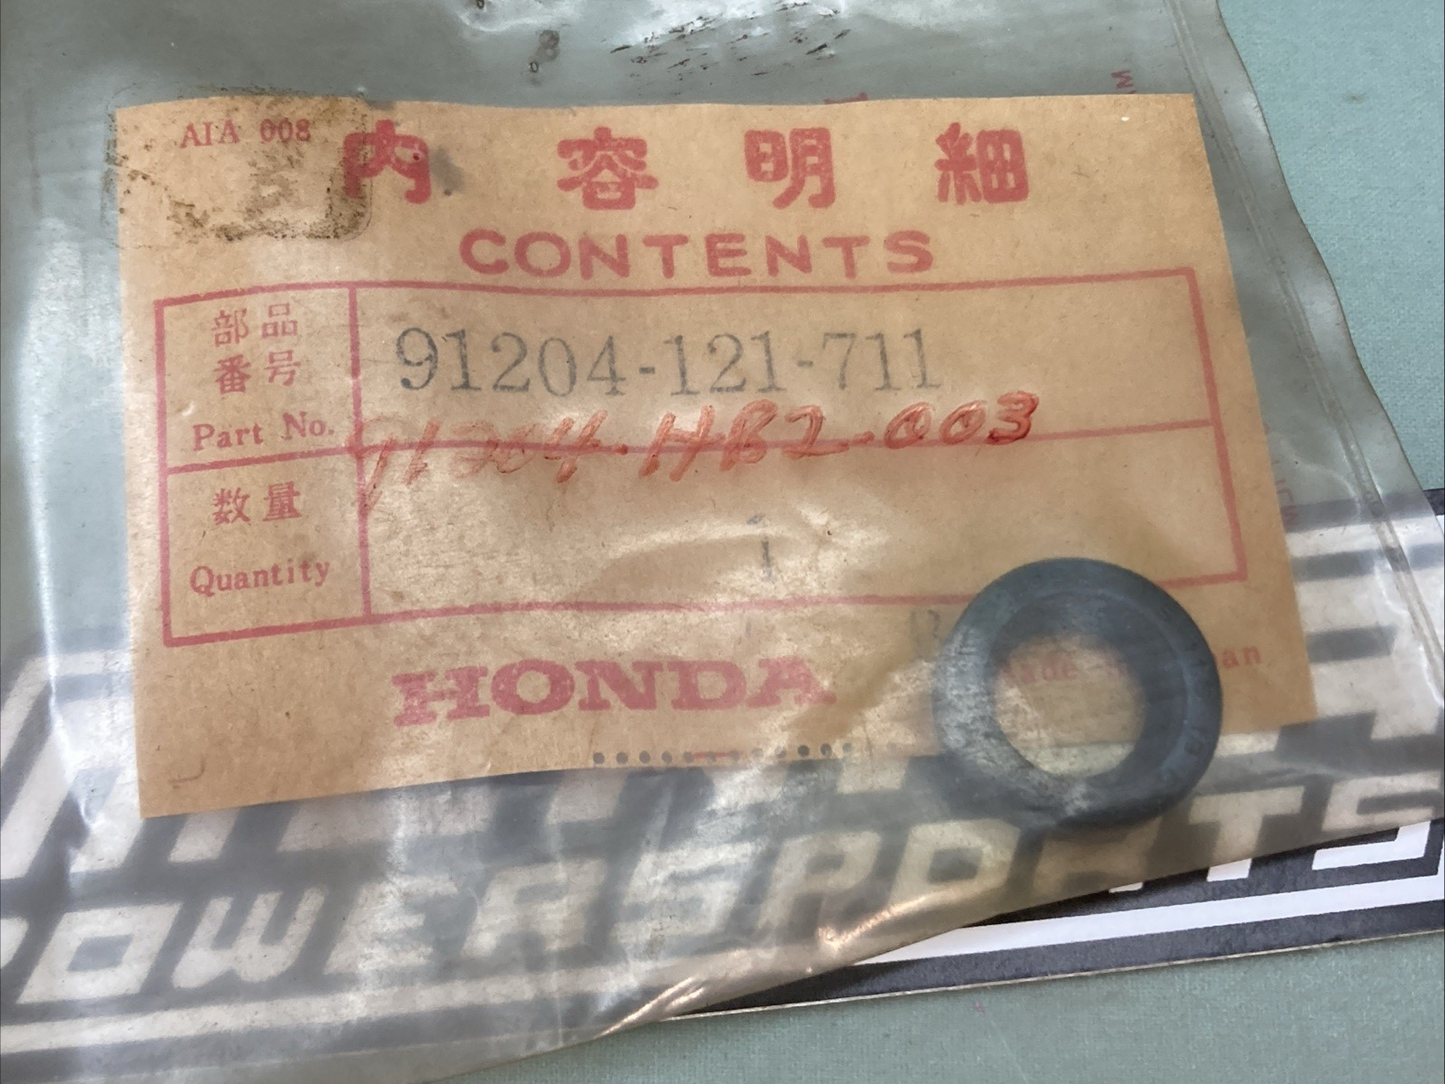 AIA 008
内容明細
CONTENTS
部品
番号
Part No.
91204-121-711
91204-HB2-003
数量
Quantity
1
HONDA
POWERSPORTS